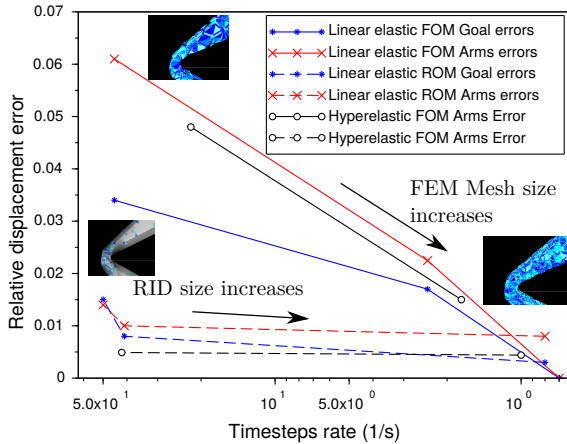 0.07
0.06
0.05
0.04
0.03
0.02
0.01
0
Relative displacement error
Linear elastic FOM Goal errors
Linear elastic FOM Arms errors
Linear elastic ROM Goal errors
Linear elastic ROM Arms errors
Hyperelastic FOM Arms Error
Hyperelastic FOM Arms Error
FEM Mesh size
increases
RID size increases
5.0x10¹ 10¹ 5.0x10⁰ 10⁰
Timesteps rate (1/s)